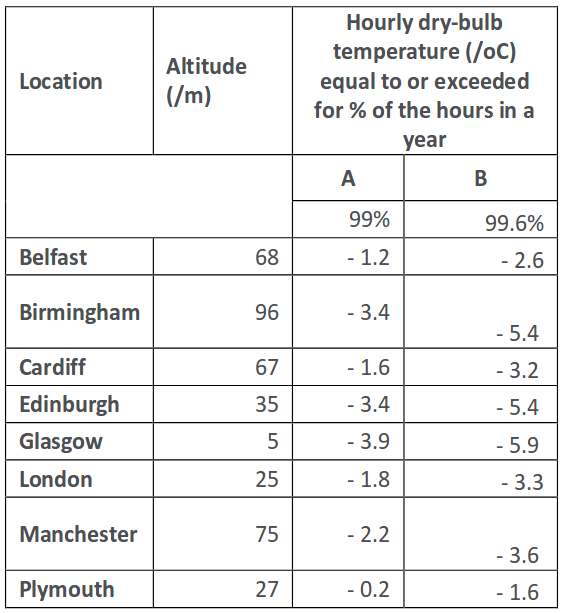 Location
Altitude
(/m)
Hourly dry-bulb
temperature (/oC)
equal to or exceeded
for % of the hours in a
year
A B
99% 99.6%
Belfast 68 - 1.2 - 2.6
Birmingham 96 - 3.4 - 5.4
Cardiff 67 - 1.6 - 3.2
Edinburgh 35 - 3.4 - 5.4
Glasgow 5 - 3.9 - 5.9
London 25 - 1.8 - 3.3
Manchester 75 - 2.2 - 3.6
Plymouth 27 - 0.2 - 1.6